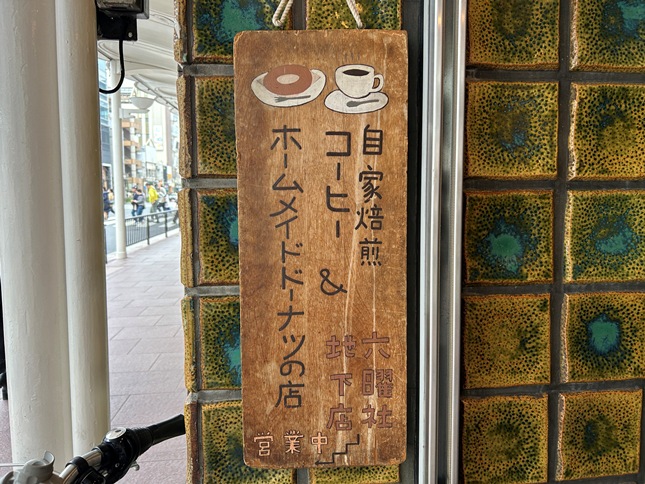 自家焙煎
コーヒー
&
ホームメイドドーナツの店
六曜社
地下店
営業中